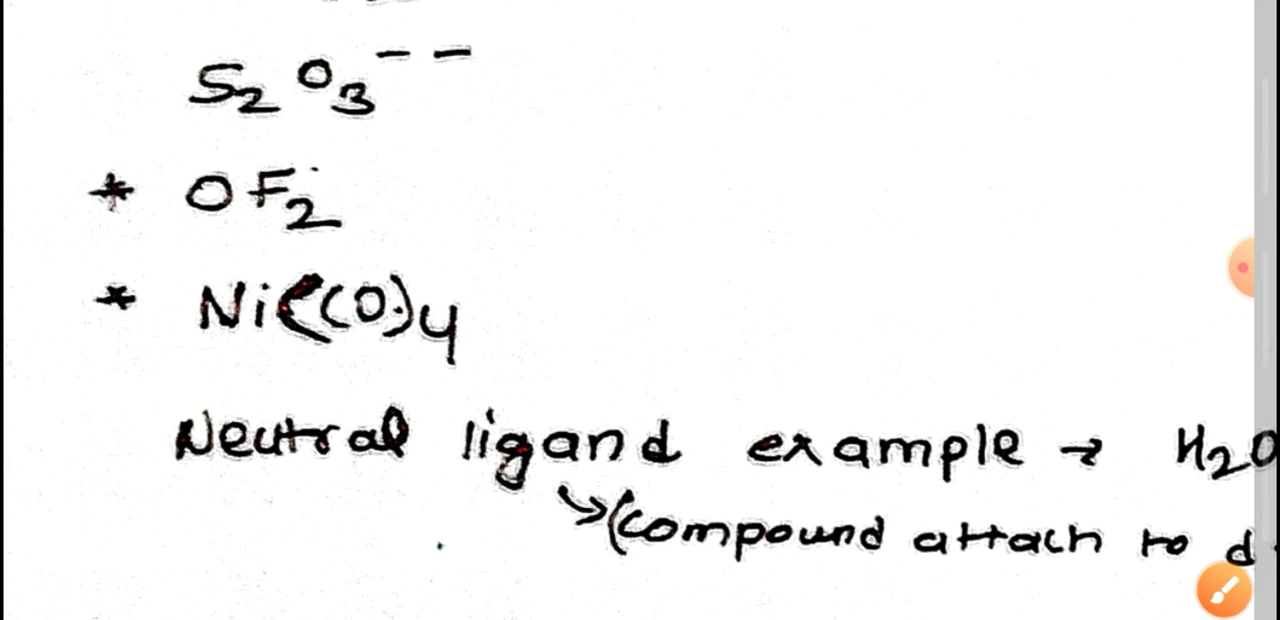 S₂O₃⁻⁻
* OF₂
* Ni(CO)₄
Neutral ligand example → H₂O
↳ (compound attach to d